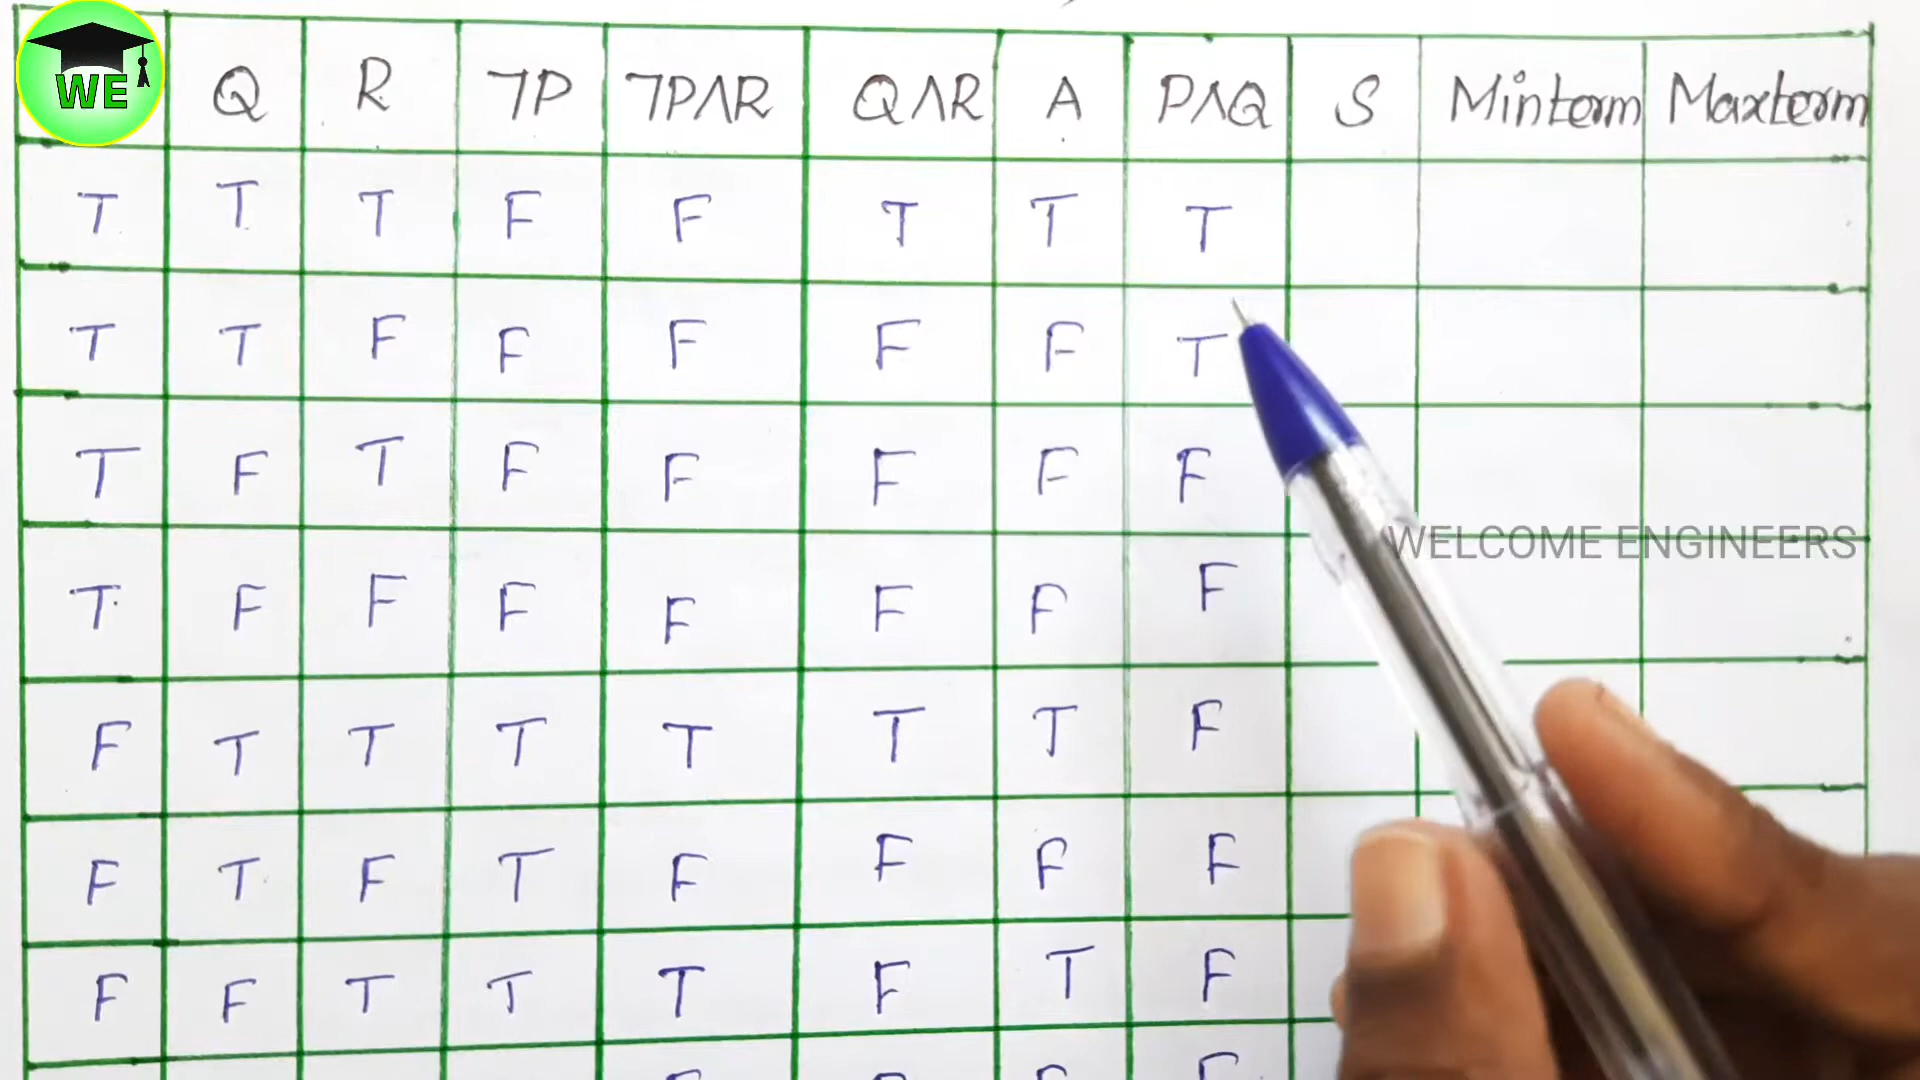 WE Q R ¬P ¬P∧R Q∧R A P∧Q S Minterm Maxterm
T T T F F T T T
T T F F F F F T
T F T F F F F F
T F F F F F F F
F T T T T T T F
F T F T F F F F
F F T T T F T F
WELCOME ENGINEERS